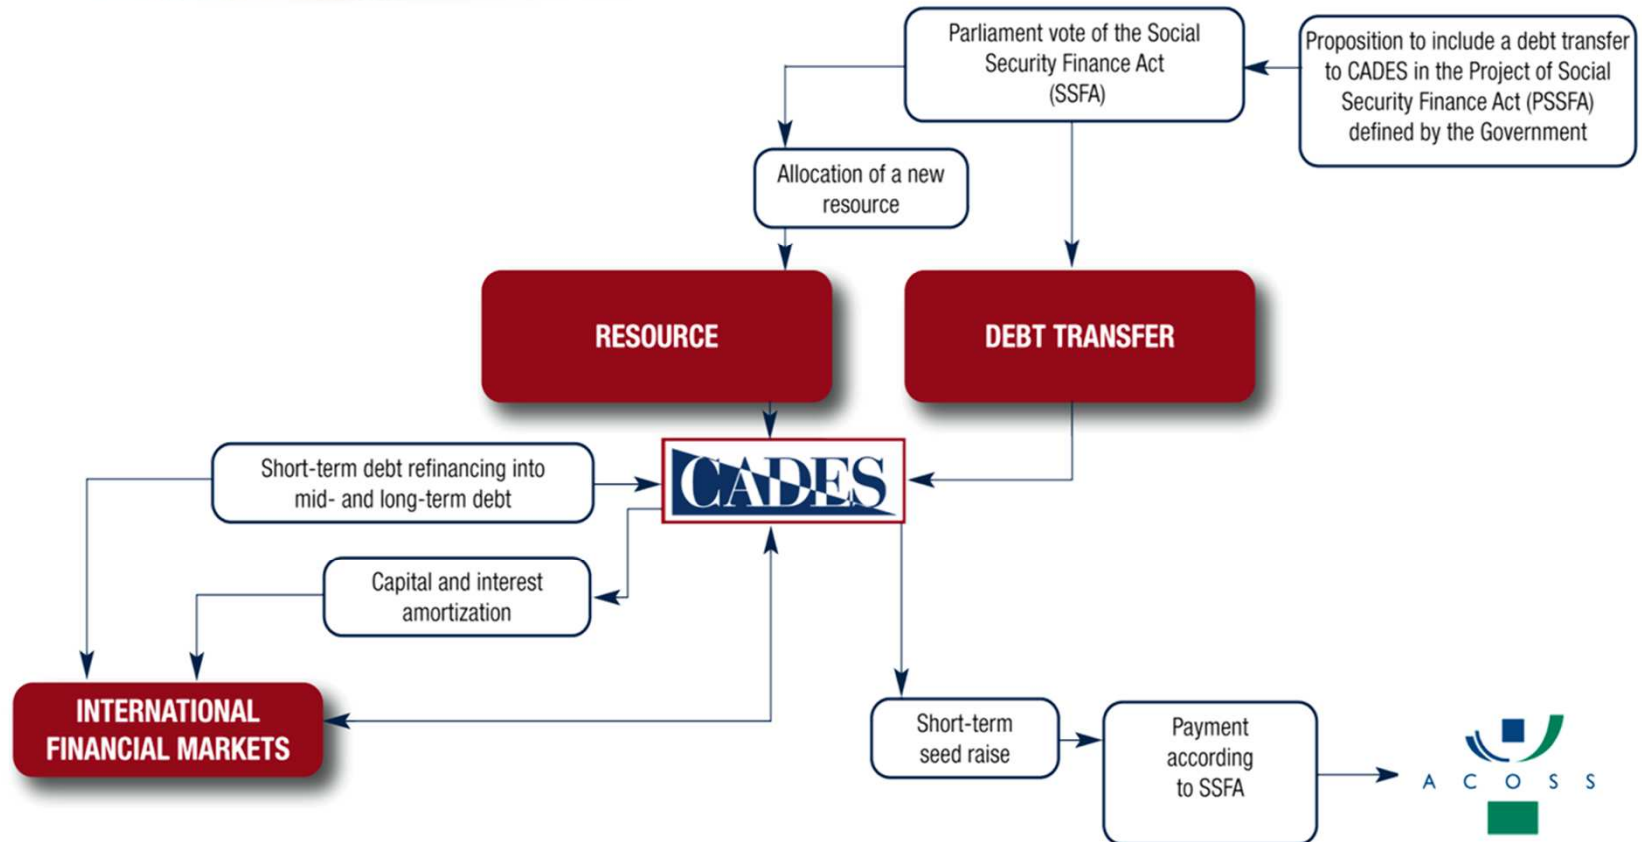 Parliament vote of the Social
Security Finance Act
(SSFA)
Proposition to include a debt transfer
to CADES in the Project of Social
Security Finance Act (PSSFA)
defined by the Government
Allocation of a new
resource
RESOURCE
DEBT TRANSFER
Short-term debt refinancing into
mid- and long-term debt
CADES
Capital and interest
amortization
INTERNATIONAL
FINANCIAL MARKETS
Short-term
seed raise
Payment
according
to SSFA
ACOSS